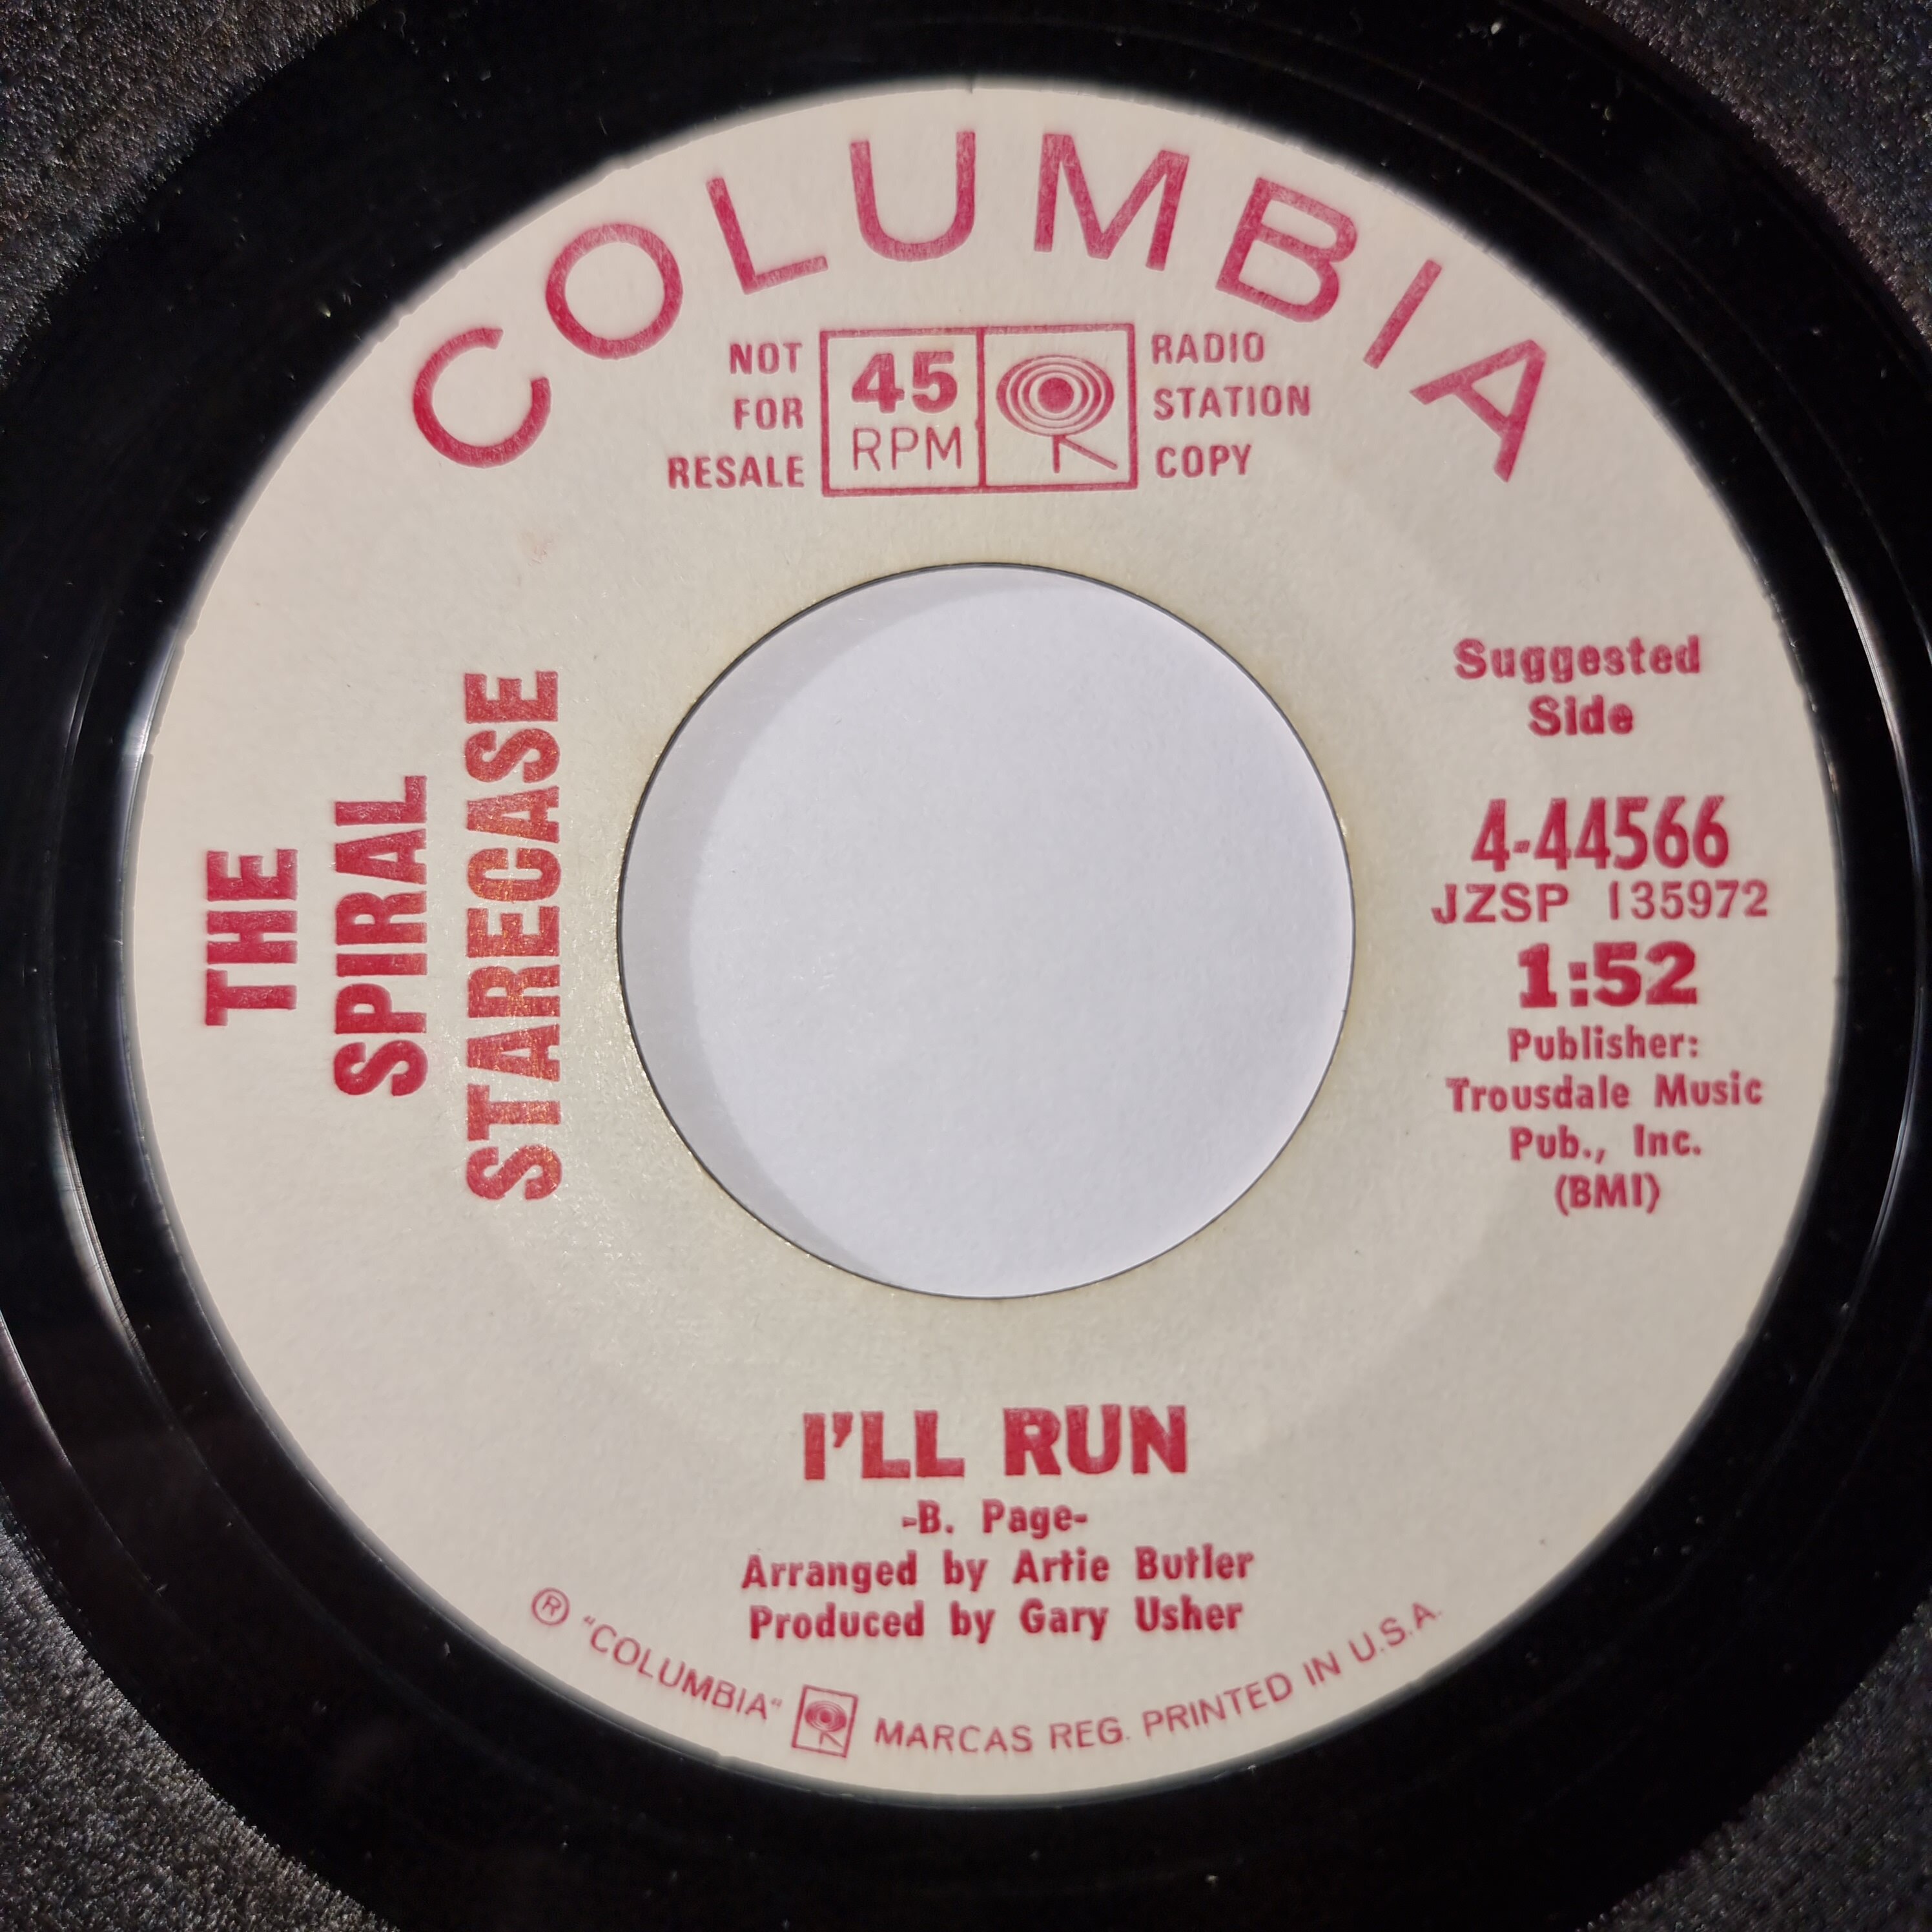 COLUMBIA
NOT
FOR
RESALE
45
RPM
RADIO
STATION
COPY
THE
SPIRAL
STARECASE
Suggested
Side
4-44566
JZSP 135972
1:52
Publisher:
Trousdale Music
Pub., Inc.
(BMI)
I'LL RUN
-B. Page-
Arranged by Artie Butler
Produced by Gary Usher
® "COLUMBIA" MARCAS REG. PRINTED IN U.S.A.